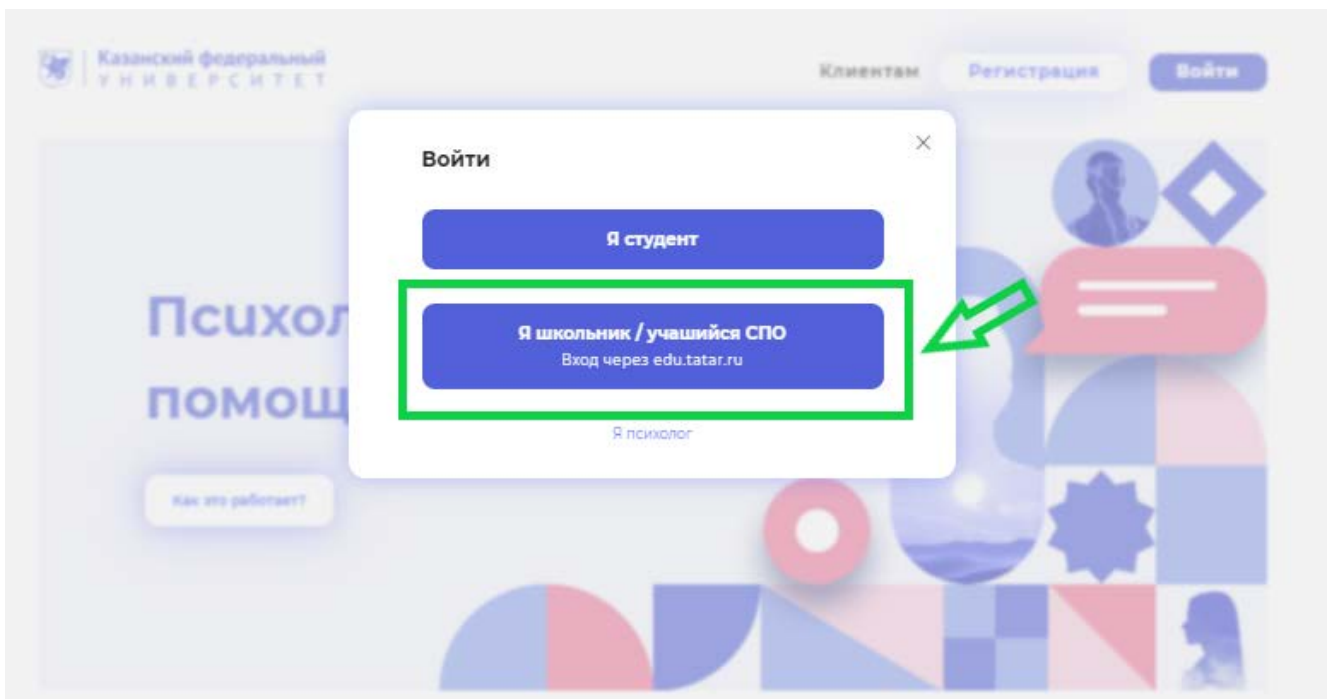 Казанский федеральный
УНИВЕРСИТЕТ
Клиентам
Регистрация
Войти
Войти
Я студент
Я школьник / учашийся СПО
Вход через edu.tatar.ru
Я психолог
Психол
помощ
Как это работает?